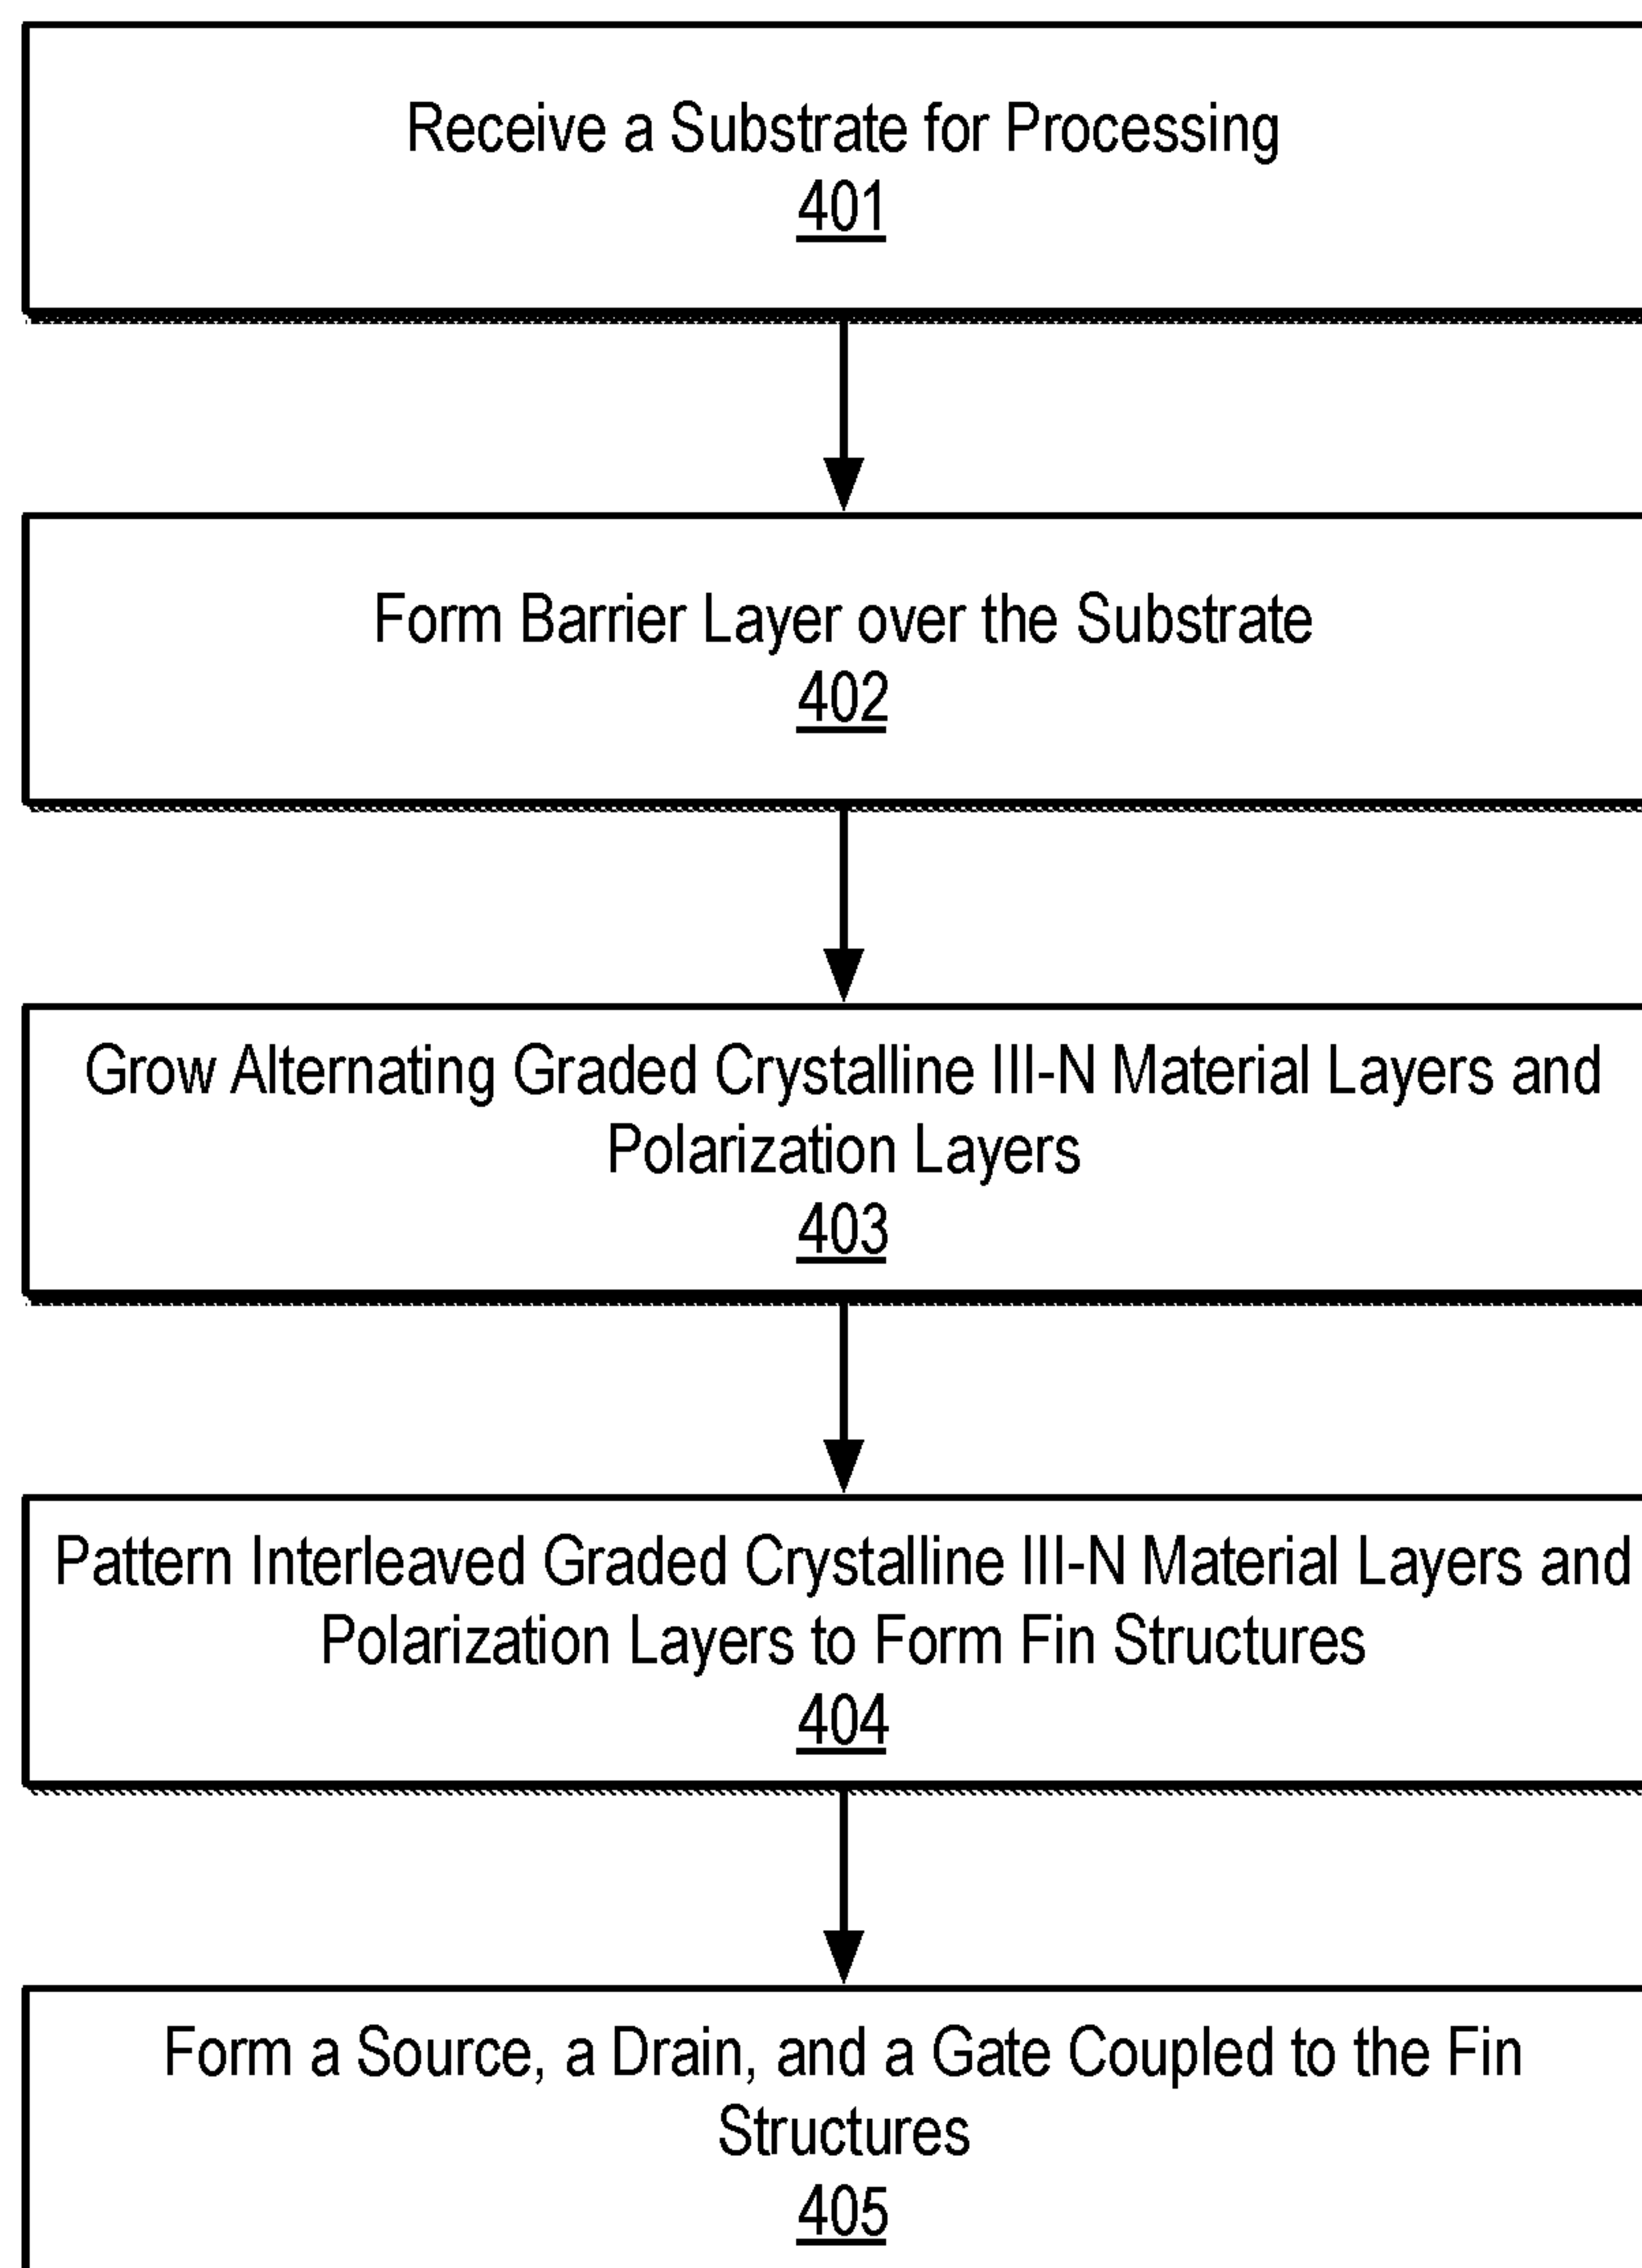 Receive a Substrate for Processing
401
Form Barrier Layer over the Substrate
402
Grow Alternating Graded Crystalline III-N Material Layers and
Polarization Layers
403
Pattern Interleaved Graded Crystalline III-N Material Layers and
Polarization Layers to Form Fin Structures
404
Form a Source, a Drain, and a Gate Coupled to the Fin
Structures
405